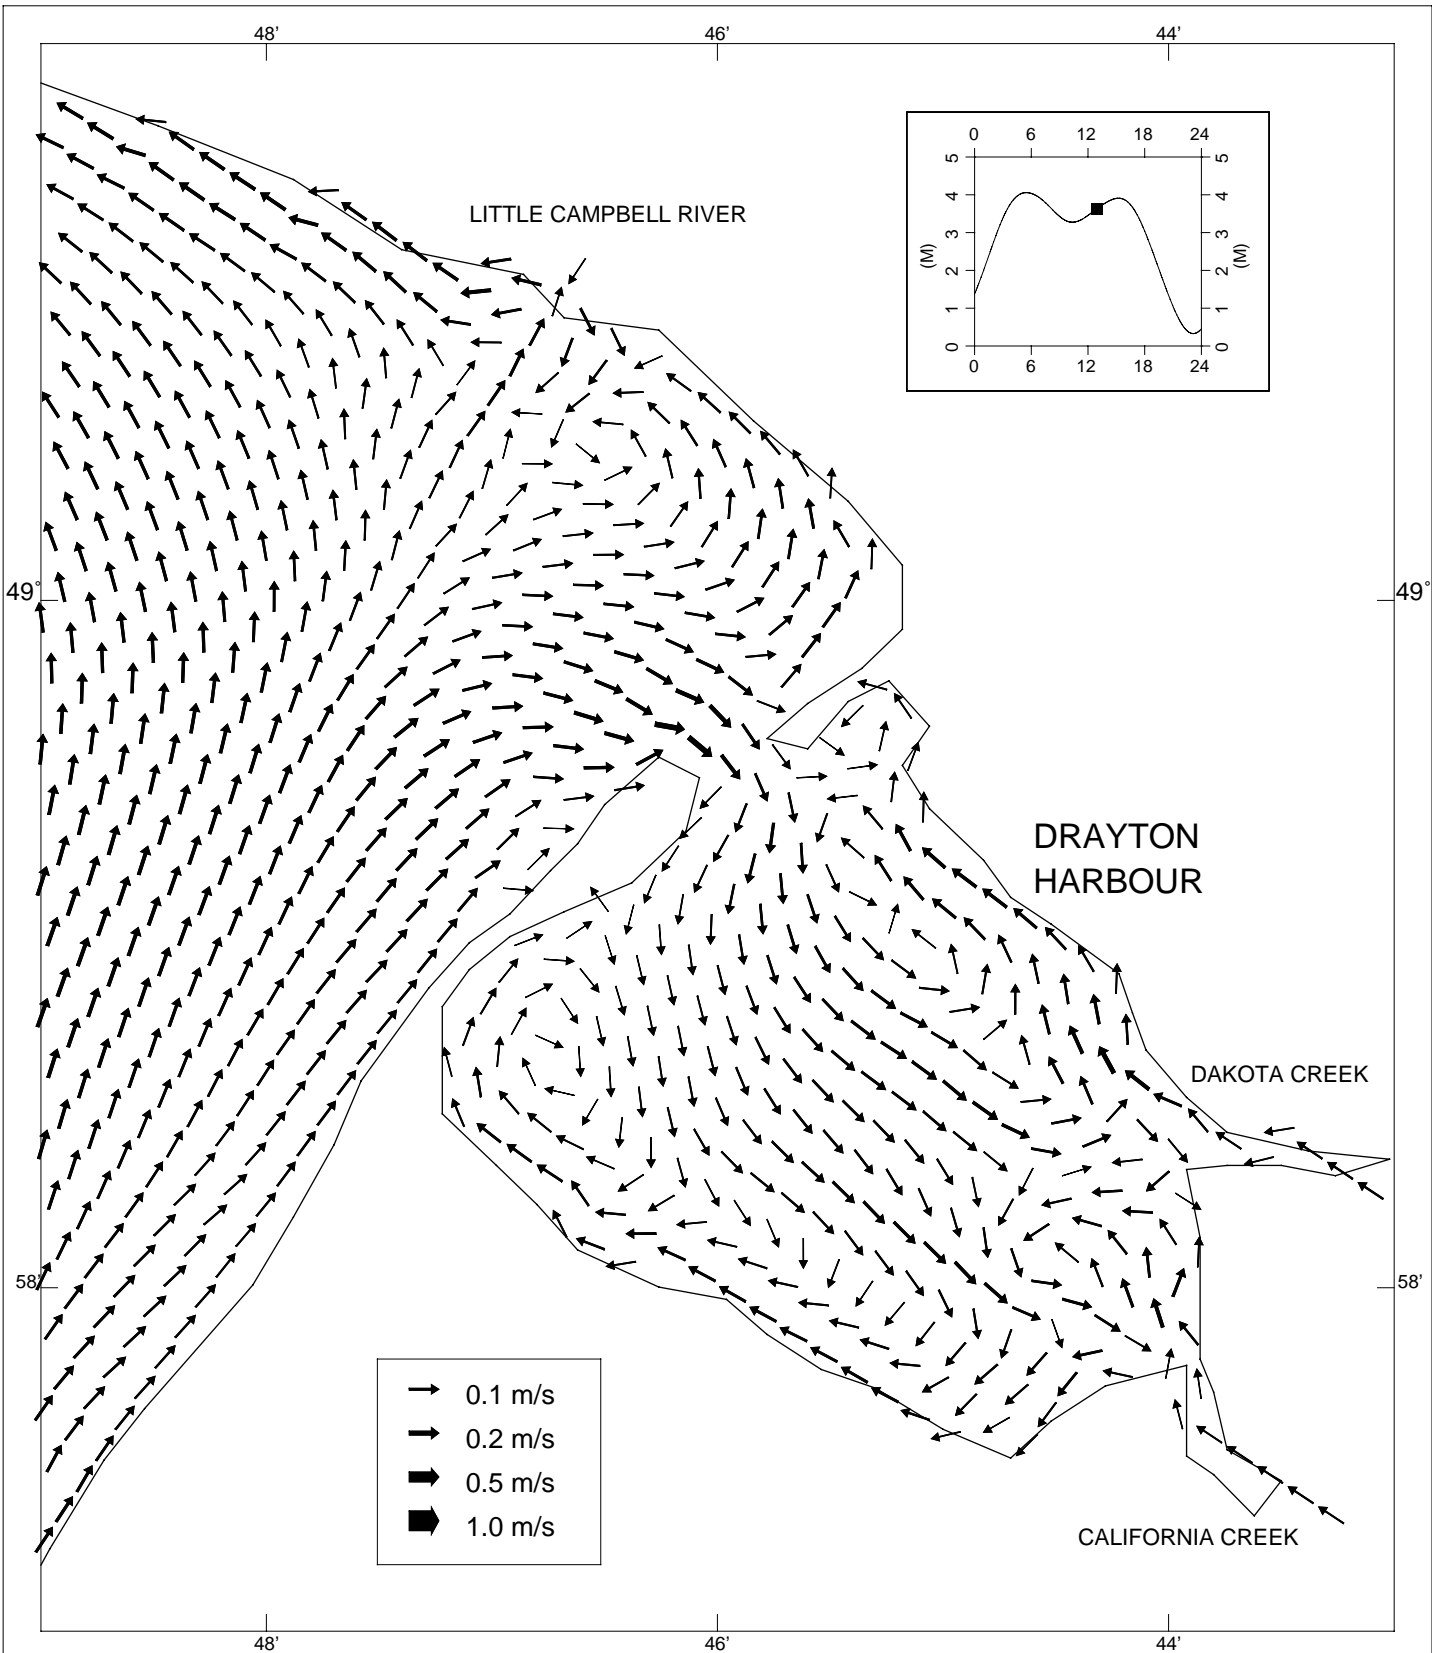 48' 46' 44'
0 6 12 18 24
5 5
4 4
3 3
(M) (M)
2 2
1 1
0 0
0 6 12 18 24
LITTLE CAMPBELL RIVER
49° 49°
DRAYTON
HARBOUR
DAKOTA CREEK
58' 58'
0.1 m/s
0.2 m/s
0.5 m/s
1.0 m/s
CALIFORNIA CREEK
48' 46' 44'